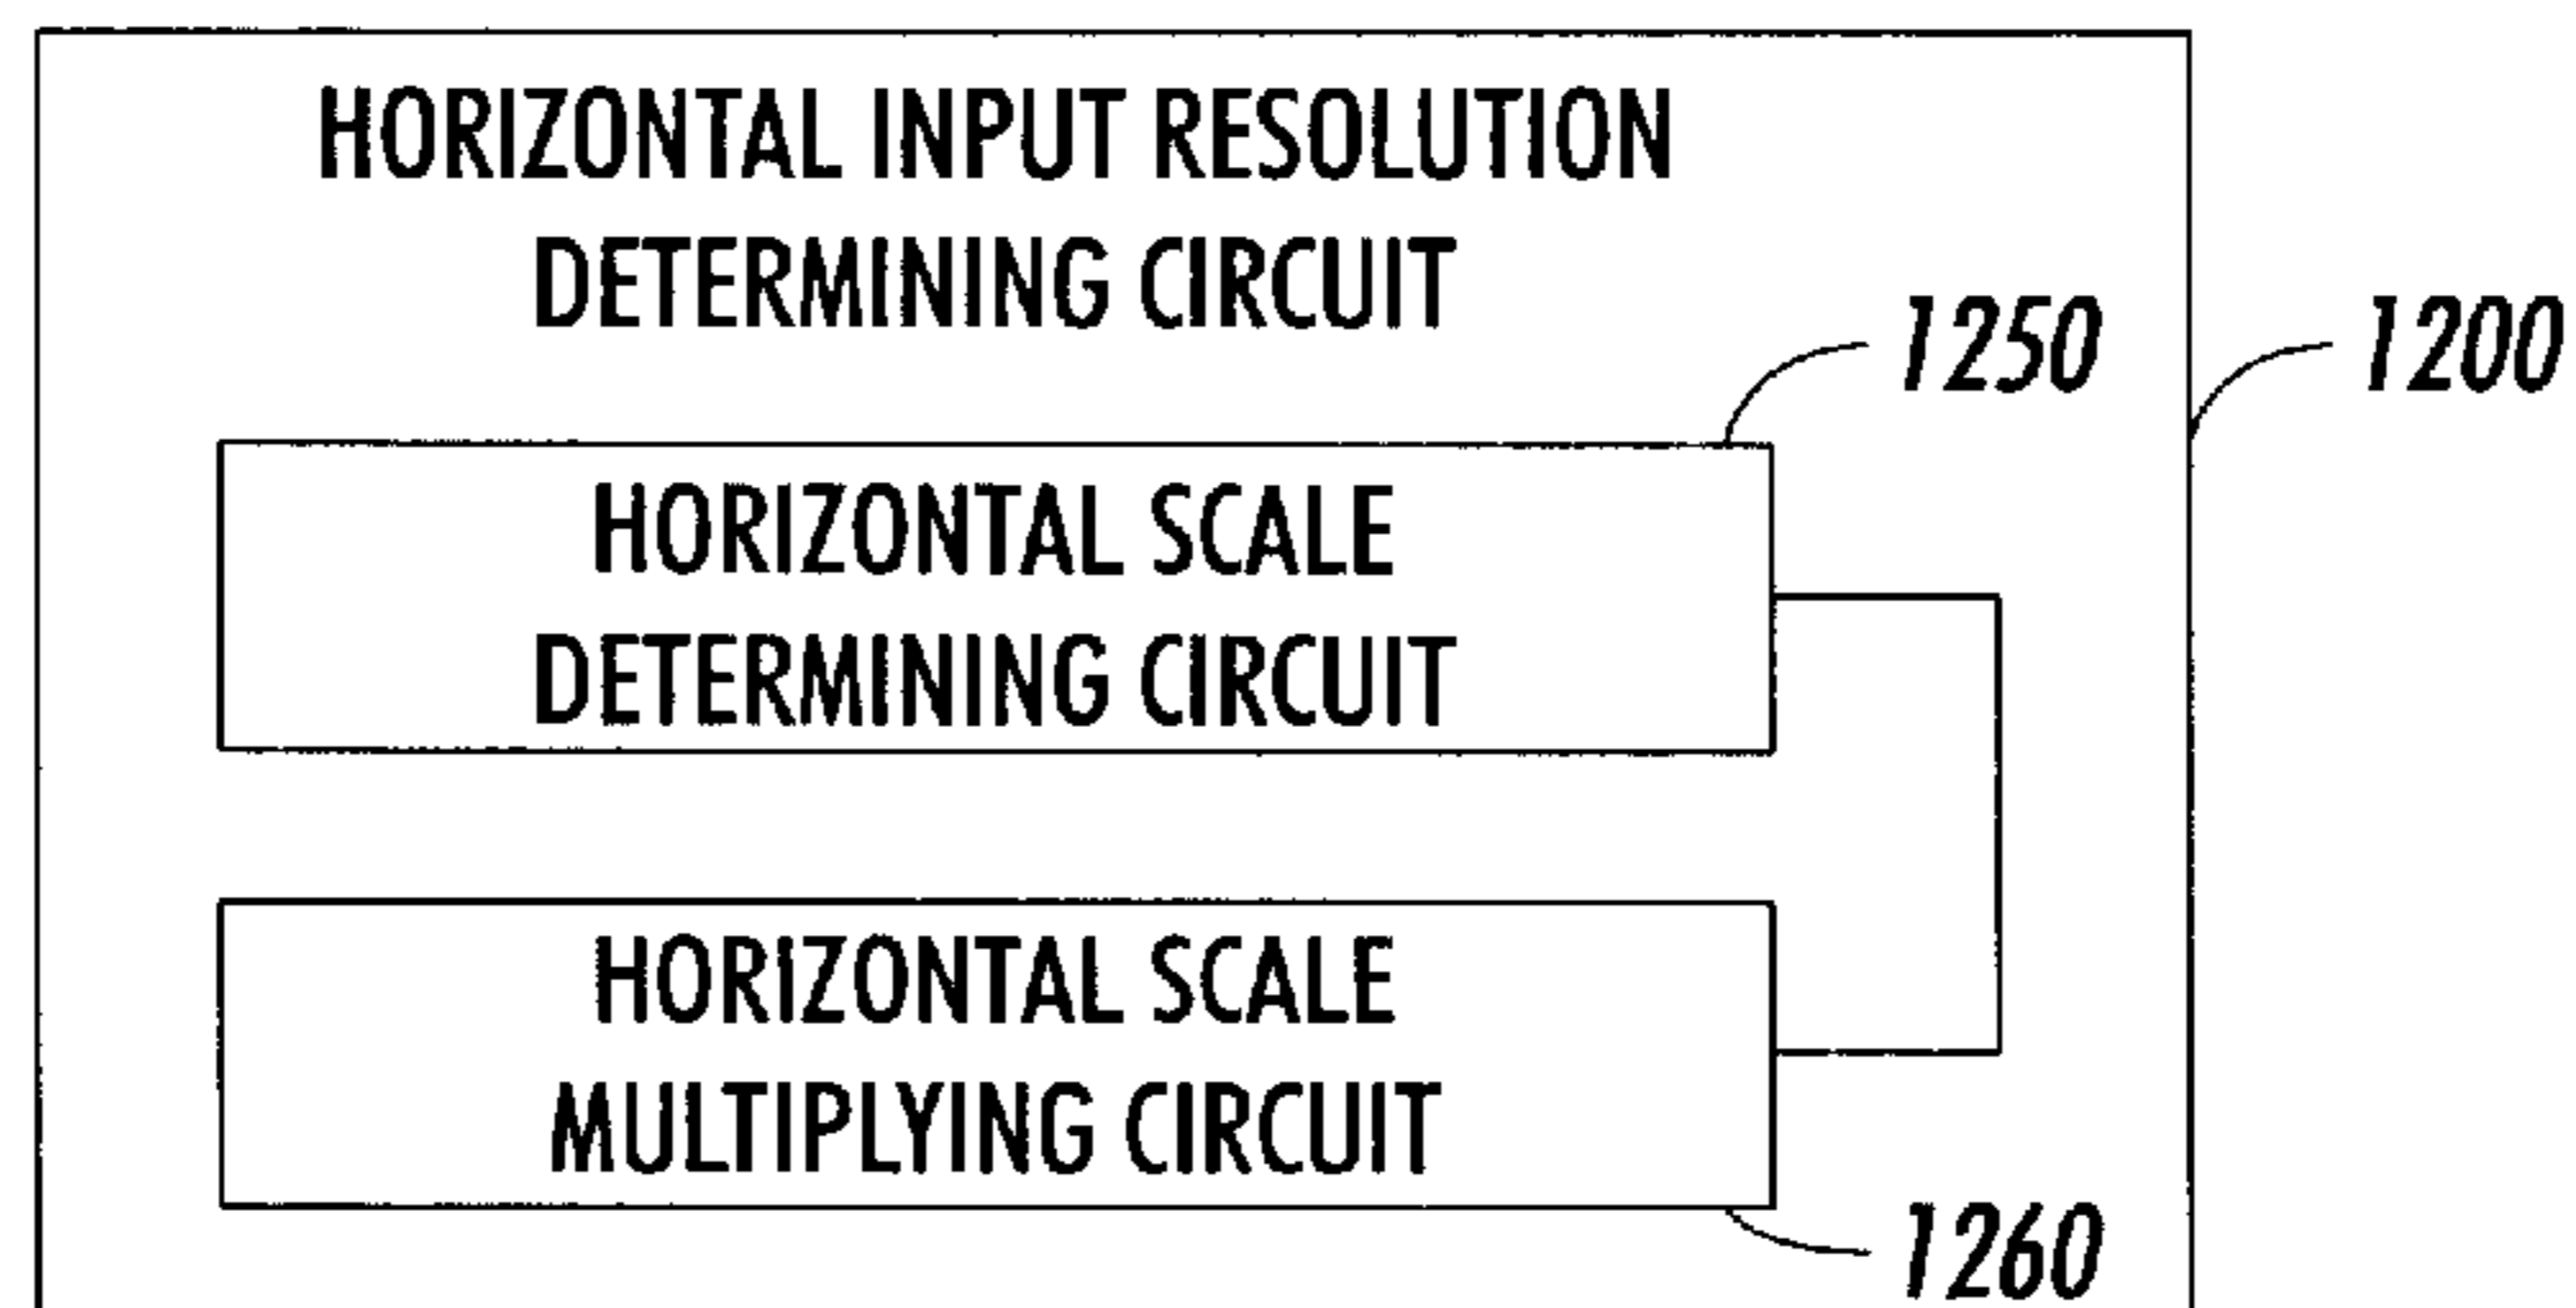 HORIZONTAL INPUT RESOLUTION
DETERMINING CIRCUIT
1250
1200
HORIZONTAL SCALE
DETERMINING CIRCUIT
HORIZONTAL SCALE
MULTIPLYING CIRCUIT
1260